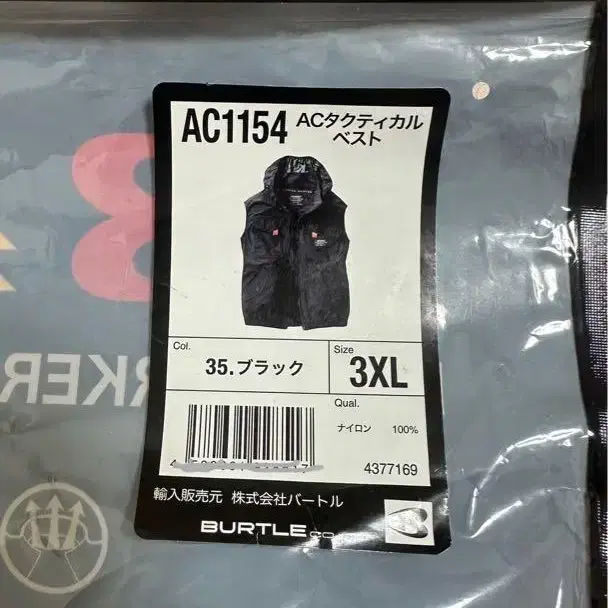 AC1154 ACタクティカル
ベスト
Col.
35.ブラック
Size
3XL
Qual.
ナイロン 100%
4377169
輸入販売元 株式会社バートル
BURTLE